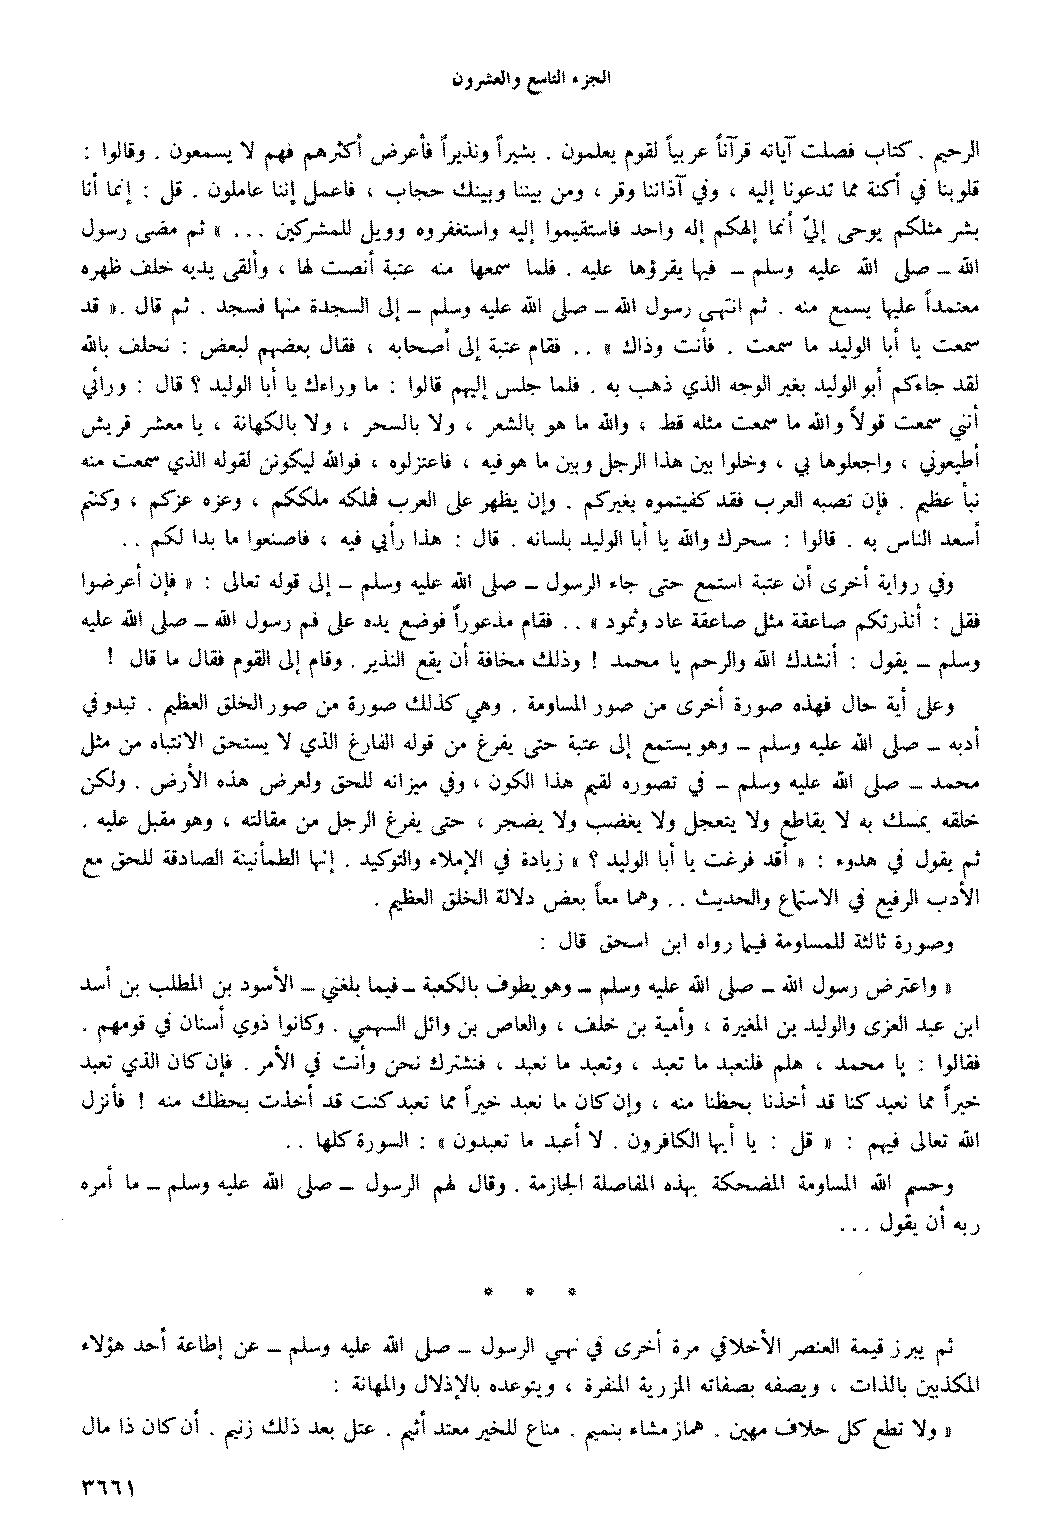 الجزء التاسع والعشرون
الرحيم . كتاب فصلت آياته قرآناً عربياً لقوم يعلمون . بشيراً ونذيراً فأعرض أكثرهم فهم لا يسمعون . وقالوا :
قلوبنا في أكنة مما تدعونا إليه ، وفي آذاننا وقر ، ومن بيننا وبينك حجاب ، فاعمل إننا عاملون . قل : إنما أنا
بشر مثلكم يوحى إليّ أنما إلهكم إله واحد فاستقيموا إليه واستغفروه وويل للمشركين ... » ثم مضى رسول
الله – صلى الله عليه وسلم – فيها يقرؤها عليه . فلما سمعها منه عتبة أنصت لها ، وألقى يديه خلف ظهره
معتمداً عليها يسمع منه . ثم انتهى رسول الله – صلى الله عليه وسلم – إلى السجدة منها فسجد . ثم قال .« قد
سمعت يا أبا الوليد ما سمعت . فأنت وذاك » .. فقام عتبة إلى أصحابه ، فقال بعضهم لبعض : نحلف بالله
لقد جاءكم أبو الوليد بغير الوجه الذي ذهب به . فلما جلس إليهم قالوا : ما وراءك يا أبا الوليد ؟ قال : ورائي
أنني سمعت قولاً والله ما سمعت مثله قط ، والله ما هو بالشعر ، ولا بالسحر ، ولا بالكهانة ، يا معشر قريش
أطيعوني ، واجعلوها بي ، وخلوا بين هذا الرجل وبين ما هو فيه ، فاعتزلوه ، فوالله ليكونن لقوله الذي سمعت منه
نبأ عظيم . فإن تصبه العرب فقد كفيتموه بغيركم . وإن يظهر على العرب فملكه ملككم ، وعزه عزكم ، وكنتم
أسعد الناس به . قالوا : سحرك والله يا أبا الوليد بلسانه . قال : هذا رأيي فيه ، فاصنعوا ما بدا لكم ..
وفي رواية أخرى أن عتبة استمع حتى جاء الرسول – صلى الله عليه وسلم – إلى قوله تعالى : « فإن أعرضوا
فقل : أنذرتكم صاعقة مثل صاعقة عاد وثمود » .. فقام مذعوراً فوضع يده على فم رسول الله – صلى الله عليه
وسلم – يقول : أنشدك الله والرحم يا محمد ! وذلك مخافة أن يقع النذير . وقام إلى القوم فقال ما قال !
وعلى أية حال فهذه صورة أخرى من صور المساومة . وهي كذلك صورة من صور الخلق العظيم . تبدو في
أدبه – صلى الله عليه وسلم – وهو يستمع إلى عتبة حتى يفرغ من قوله الفارغ الذي لا يستحق الانتباه من مثل
محمد – صلى الله عليه وسلم – في تصوره لقيم هذا الكون ، وفي ميزانه للحق ولعرض هذه الأرض . ولكن
خلقه يمسك به لا يقاطع ولا يتعجل ولا يغضب ولا يضجر ، حتى يفرغ الرجل من مقالته ، وهو مقبل عليه .
ثم يقول في هدوء : « أقد فرغت يا أبا الوليد ؟ » زيادة في الإملاء والتوكيد . إنها الطمأنينة الصادقة للحق مع
الأدب الرفيع في الاستماع والحديث .. وهما معاً بعض دلالة الخلق العظيم .
وصورة ثالثة للمساومة فيما رواه ابن اسحق قال :
« واعترض رسول الله – صلى الله عليه وسلم – وهو يطوف بالكعبة – فيما بلغني – الأسود بن المطلب بن أسد
ابن عبد العزى والوليد بن المغيرة ، وأمية بن خلف ، والعاص بن وائل السهمي . وكانوا ذوي أسنان في قومهم .
فقالوا : يا محمد ، هلم فلنعبد ما تعبد ، وتعبد ما نعبد ، فنشترك نحن وأنت في الأمر . فإن كان الذي تعبد
خيراً مما نعبد كنا قد أخذنا بحظنا منه ، وإن كان ما نعبد خيراً مما تعبد كنت قد أخذت بحظك منه ! فأنزل
الله تعالى فيهم : « قل : يا أيها الكافرون . لا أعبد ما تعبدون » : السورة كلها ..
وحسم الله المساومة المضحكة بهذه المفاصلة الجازمة . وقال لهم الرسول – صلى الله عليه وسلم – ما أمره
ربه أن يقول ...
* * *
ثم يبرز قيمة العنصر الأخلاقي مرة أخرى في نهي الرسول – صلى الله عليه وسلم – عن إطاعة أحد هؤلاء
المكذبين بالذات ، ويصفه بصفاته المزرية المنفرة ، ويتوعده بالإذلال والمهانة :
« ولا تطع كل حلاف مهين . هماز مشاء بنميم . مناع للخير معتد أثيم . عتل بعد ذلك زنيم . أن كان ذا مال
٣٦٦١